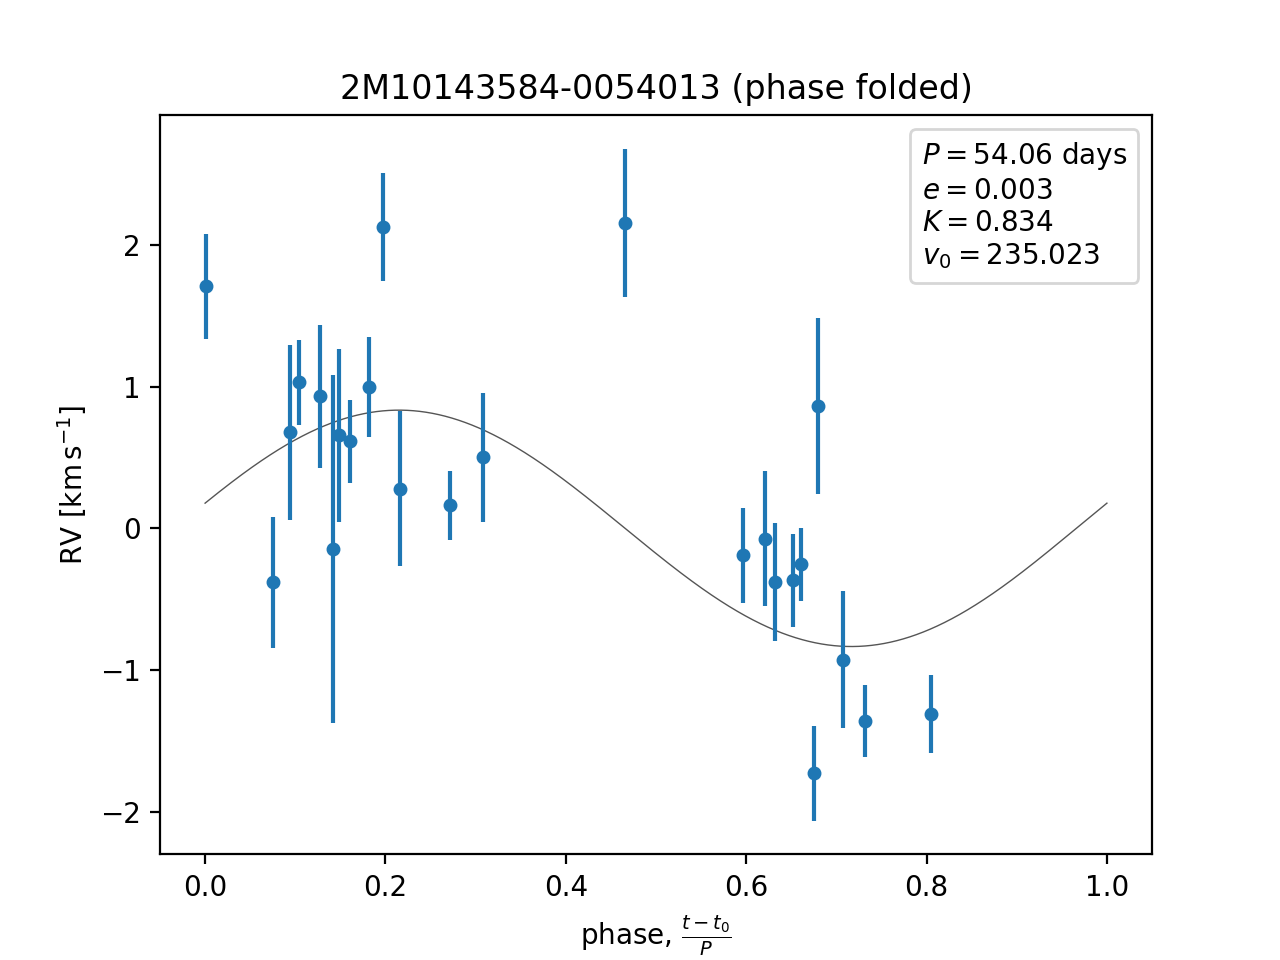 2M10143584-0054013 (phase folded)
P = 54.06 days
e = 0.003
K = 0.834
v₀ = 235.023
RV [km s⁻¹]
2
1
0
−1
−2
0.0 0.2 0.4 0.6 0.8 1.0
phase, (t − t₀)/P